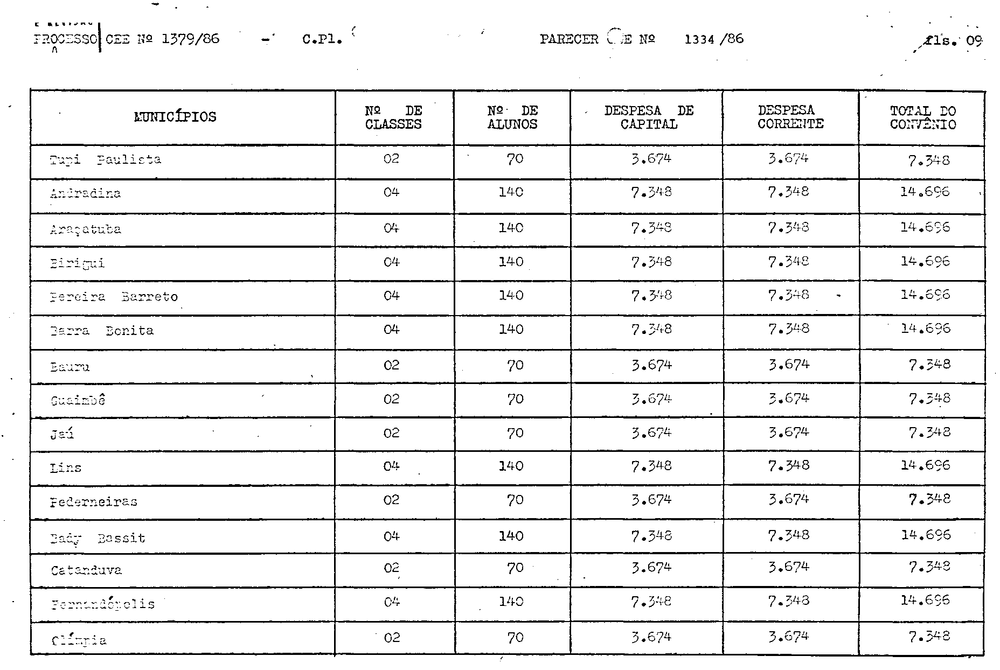 PROCESSO CEE Nº 1379/86 - C.Pl. PARECER CEE Nº 1334/86 fls. 09
MUNICÍPIOS Nº DE CLASSES Nº DE ALUNOS DESPESA DE CAPITAL DESPESA CORRENTE TOTAL DO CONVÊNIO
Tupi Paulista 02 70 3.674 3.674 7.348
Andradina 04 140 7.348 7.348 14.696
Araçatuba 04 140 7.348 7.348 14.696
Birigui 04 140 7.348 7.348 14.696
Pereira Barreto 04 140 7.348 7.348 14.696
Barra Bonita 04 140 7.348 7.348 14.696
Bauru 02 70 3.674 3.674 7.348
Guaimbê 02 70 3.674 3.674 7.348
Jaú 02 70 3.674 3.674 7.348
Lins 04 140 7.348 7.348 14.696
Pederneiras 02 70 3.674 3.674 7.348
Bady Bassit 04 140 7.348 7.348 14.696
Catanduva 02 70 3.674 3.674 7.348
Fernandópolis 04 140 7.348 7.348 14.696
Olímpia 02 70 3.674 3.674 7.348